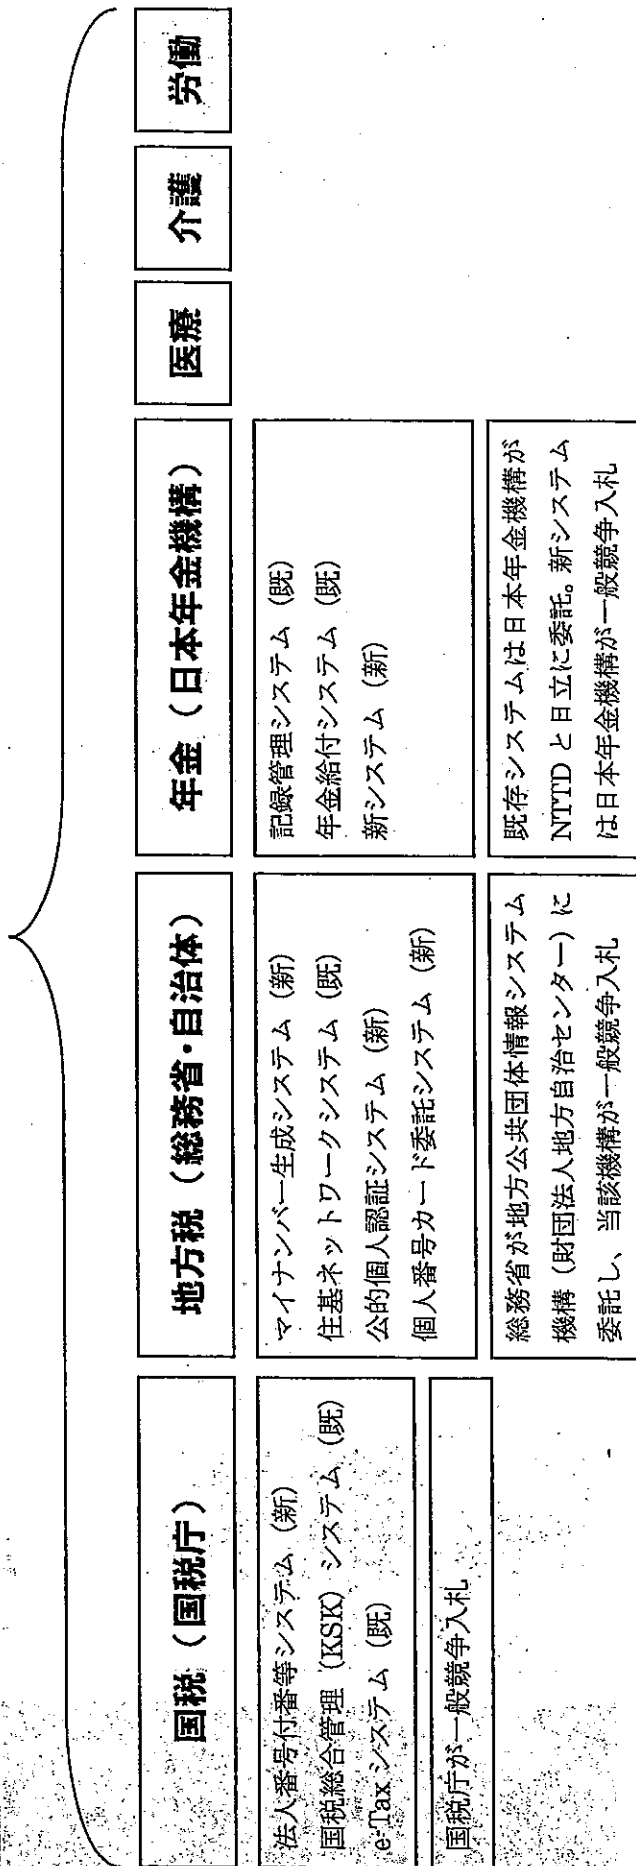 国税（国税庁）
法人番号付番等システム（新）
国税総合管理（KSK）システム（既）
e-Taxシステム（既）
国税庁が一般競争入札
地方税（総務省・自治体）
マイナンバー生成システム（新）
住基ネットワークシステム（既）
公的個人認証システム（新）
個人番号カード委託システム（新）
総務省が地方公共団体情報システム
機構（財団法人地方自治センター）に
委託し、当該機構が一般競争入札
年金（日本年金機構）
記録管理システム（既）
年金給付システム（既）
新システム（新）
既存システムは日本年金機構が
NTTDと日立に委託。新システム
は日本年金機構が一般競争入札
医療
介護
労働